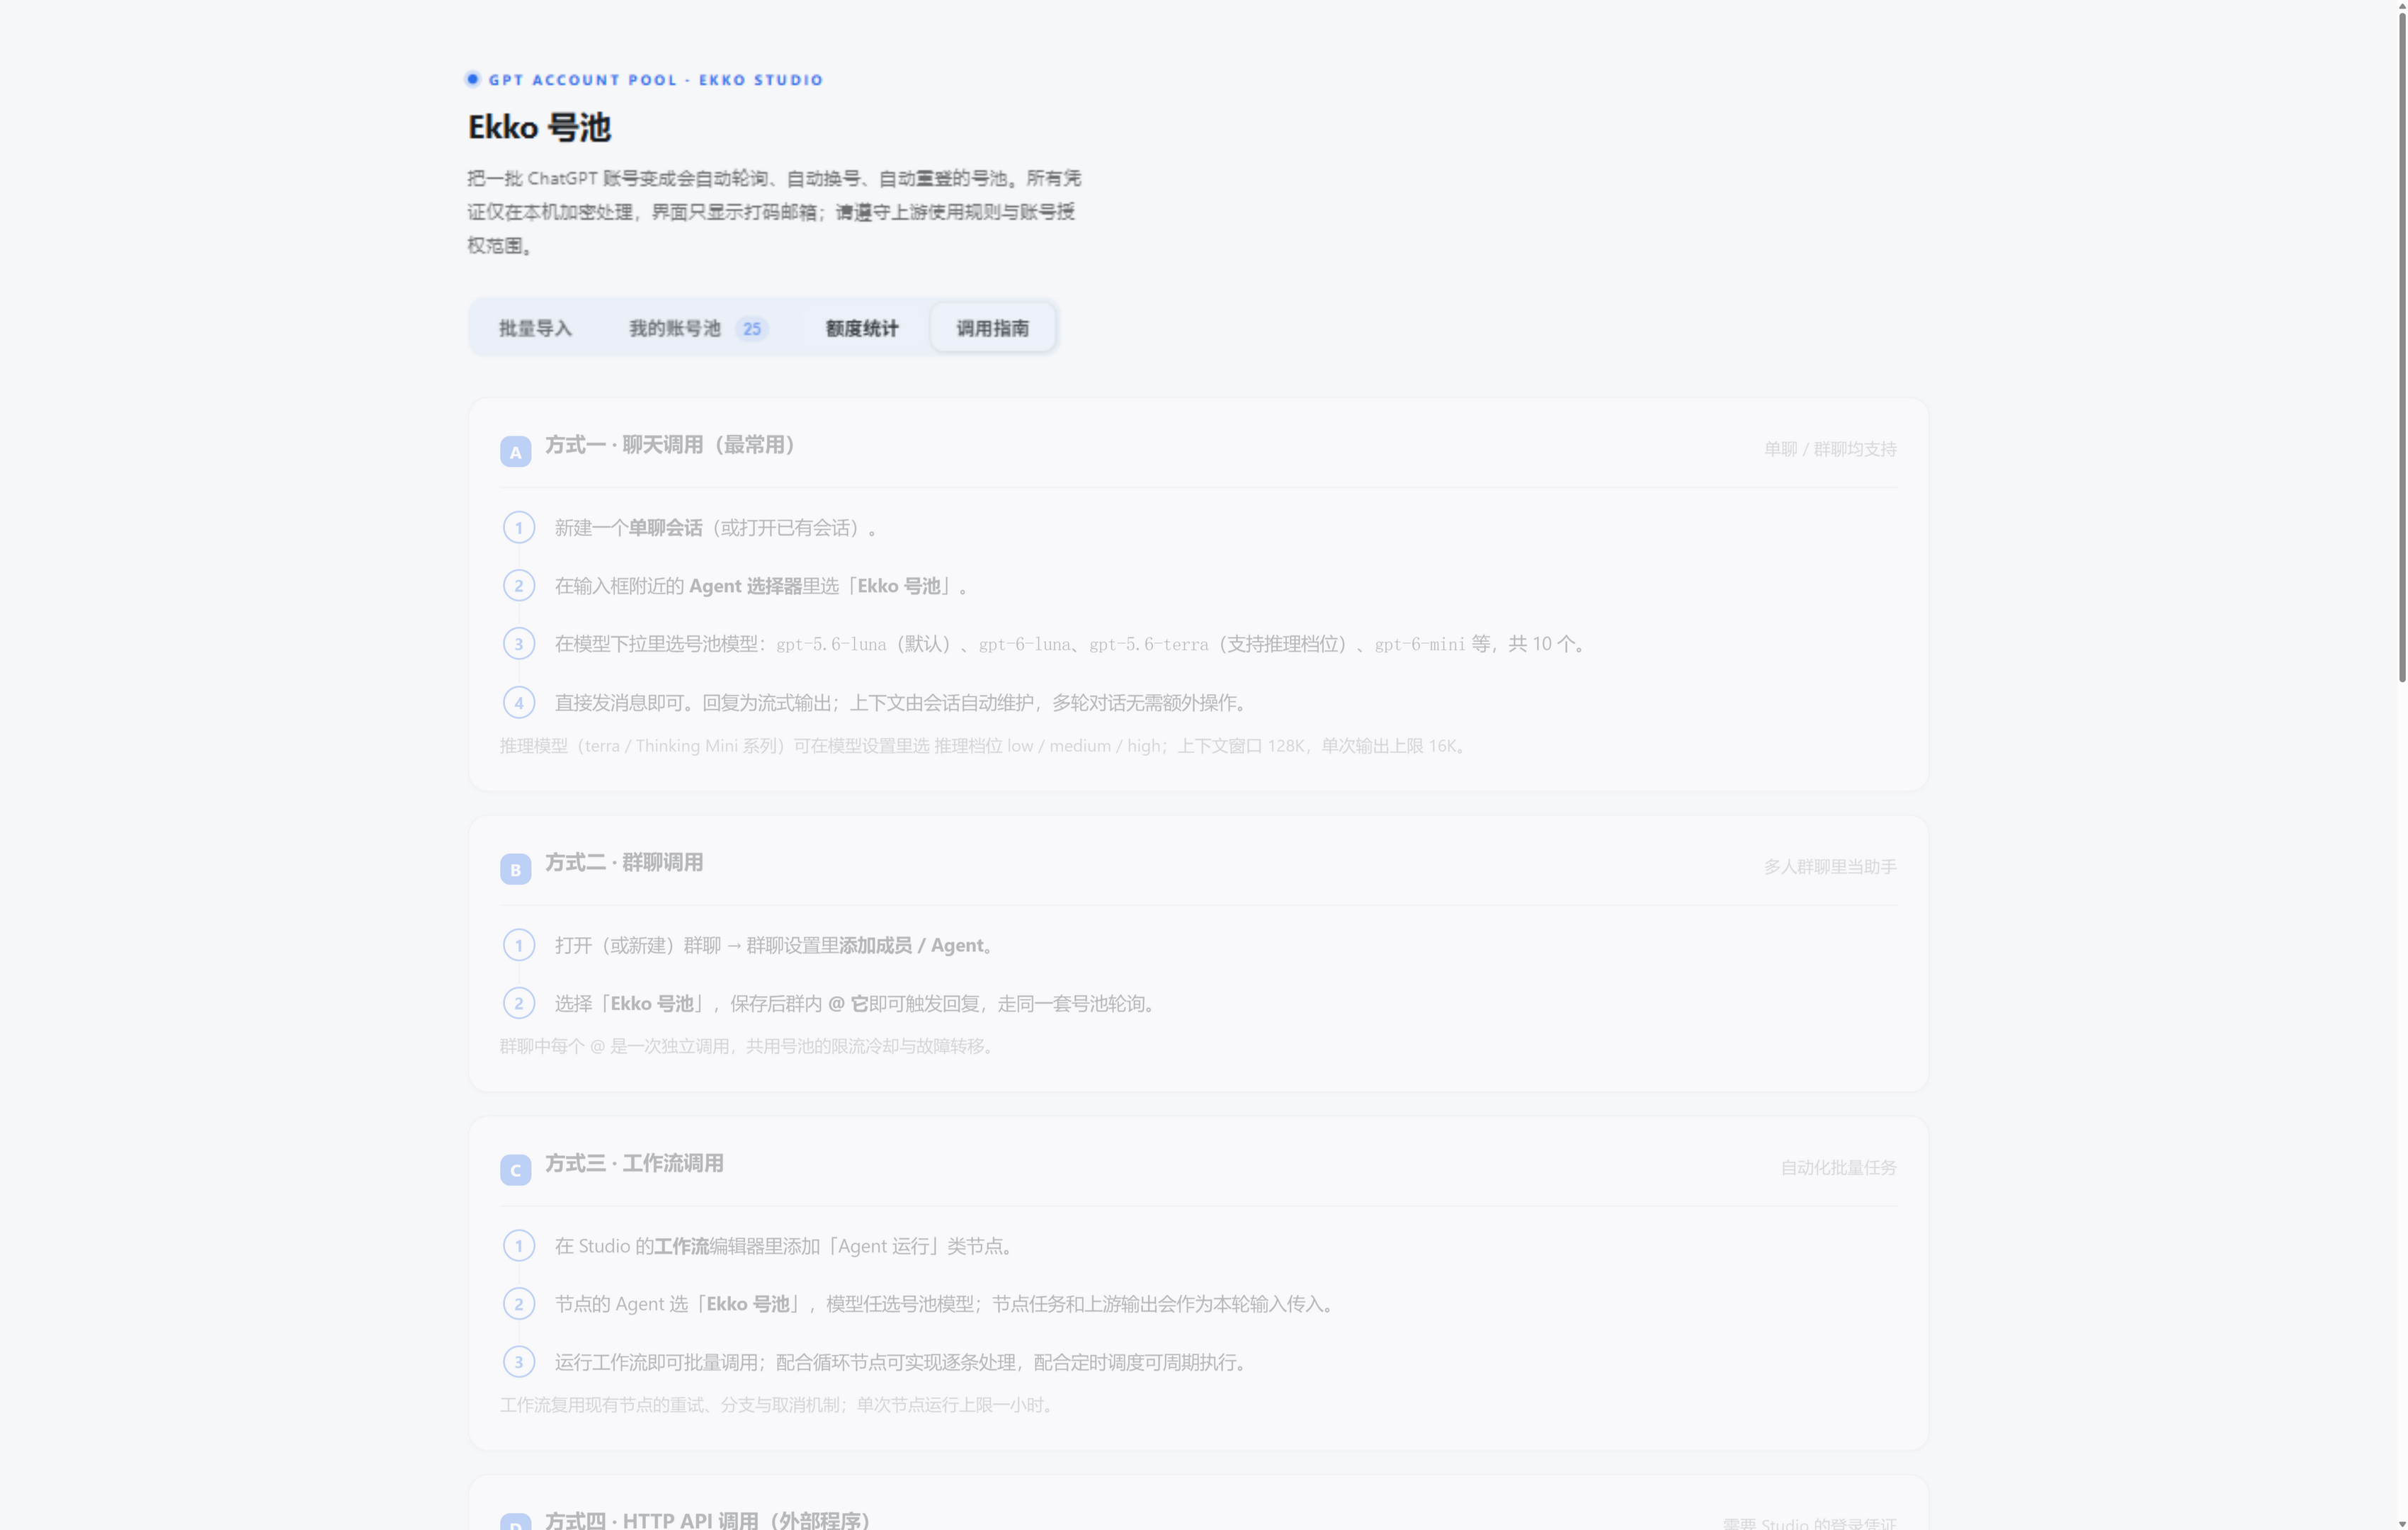 GPT ACCOUNT POOL · EKKO STUDIO
Ekko 号池
把一批 ChatGPT 账号变成会自动轮询、自动换号、自动重登的号池。所有凭
证仅在本机加密处理，界面只显示打码邮箱；请遵守上游使用规则与账号授
权范围。
批量导入 我的账号池 25 额度统计 调用指南
A 方式一 · 聊天调用（最常用） 单聊 / 群聊均支持
1 新建一个单聊会话（或打开已有会话）。
2 在输入框附近的 Agent 选择器里选「Ekko 号池」。
3 在模型下拉里选号池模型：gpt-5.6-luna（默认）、gpt-6-luna、gpt-5.6-terra（支持推理档位）、gpt-6-mini 等，共 10 个。
4 直接发消息即可。回复为流式输出；上下文由会话自动维护，多轮对话无需额外操作。
推理模型（terra / Thinking Mini 系列）可在模型设置里选 推理档位 low / medium / high；上下文窗口 128K，单次输出上限 16K。
B 方式二 · 群聊调用 多人群聊里当助手
1 打开（或新建）群聊 → 群聊设置里添加成员 / Agent。
2 选择「Ekko 号池」，保存后群内 @ 它即可触发回复，走同一套号池轮询。
群聊中每个 @ 是一次独立调用，共用号池的限流冷却与故障转移。
C 方式三 · 工作流调用 自动化批量任务
1 在 Studio 的工作流编辑器里添加「Agent 运行」类节点。
2 节点的 Agent 选「Ekko 号池」，模型任选号池模型；节点任务和上游输出会作为本轮输入传入。
3 运行工作流即可批量调用；配合循环节点可实现逐条处理，配合定时调度可周期执行。
工作流复用现有节点的重试、分支与取消机制；单次节点运行上限一小时。
D 方式四 · HTTP API 调用（外部程序） 需要 Studio 的登录凭证